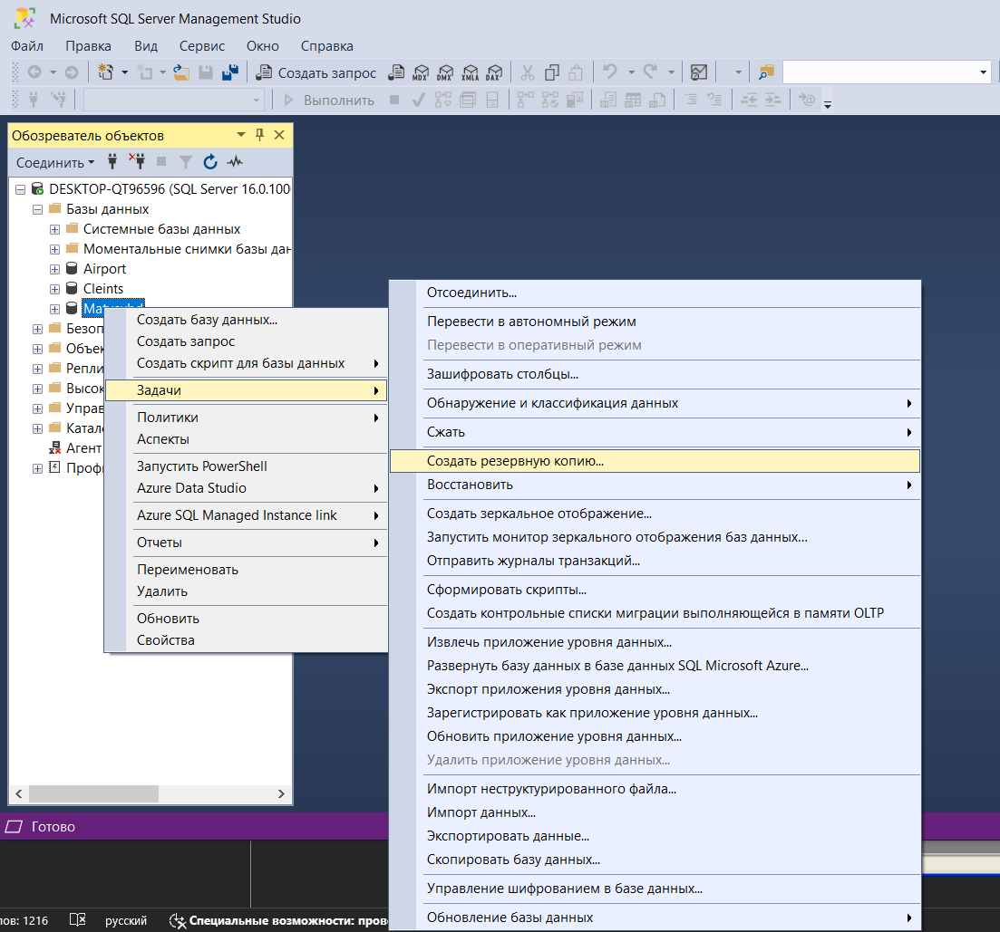 Microsoft SQL Server Management Studio
Файл Правка Вид Сервис Окно Справка
Создать запрос MDX DMX XMLA DAX
Выполнить
Обозреватель объектов
Соединить
DESKTOP-QT96596 (SQL Server 16.0.100
Базы данных
Системные базы данных
Моментальные снимки базы дан
Airport
Cleints
Безоп
Объек
Репли
Высок
Управ
Катал
Агент
Профи
Создать базу данных...
Создать запрос
Создать скрипт для базы данных
Задачи
Политики
Аспекты
Запустить PowerShell
Azure Data Studio
Azure SQL Managed Instance link
Отчеты
Переименовать
Удалить
Обновить
Свойства
Отсоединить...
Перевести в автономный режим
Перевести в оперативный режим
Зашифровать столбцы...
Обнаружение и классификация данных
Сжать
Создать резервную копию...
Восстановить
Создать зеркальное отображение...
Запустить монитор зеркального отображения баз данных...
Отправить журналы транзакций...
Сформировать скрипты...
Создать контрольные списки миграции выполняющейся в памяти OLTP
Извлечь приложение уровня данных...
Развернуть базу данных в базе данных SQL Microsoft Azure...
Экспорт приложения уровня данных...
Зарегистрировать как приложение уровня данных...
Обновить приложение уровня данных...
Удалить приложение уровня данных...
Импорт неструктурированного файла...
Импорт данных...
Экспортировать данные...
Скопировать базу данных...
Управление шифрованием в базе данных...
Обновление базы данных
Готово
лов: 1216 русский Специальные возможности: пров